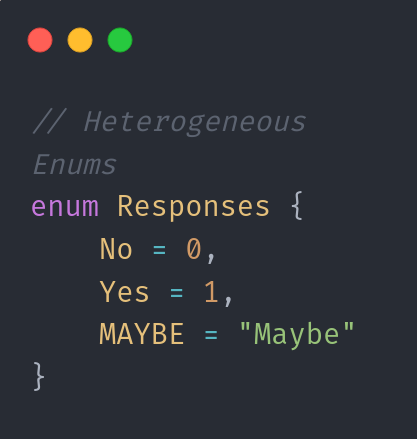 // Heterogeneous
Enums
enum Responses {
    No = 0,
    Yes = 1,
    MAYBE = "Maybe"
}